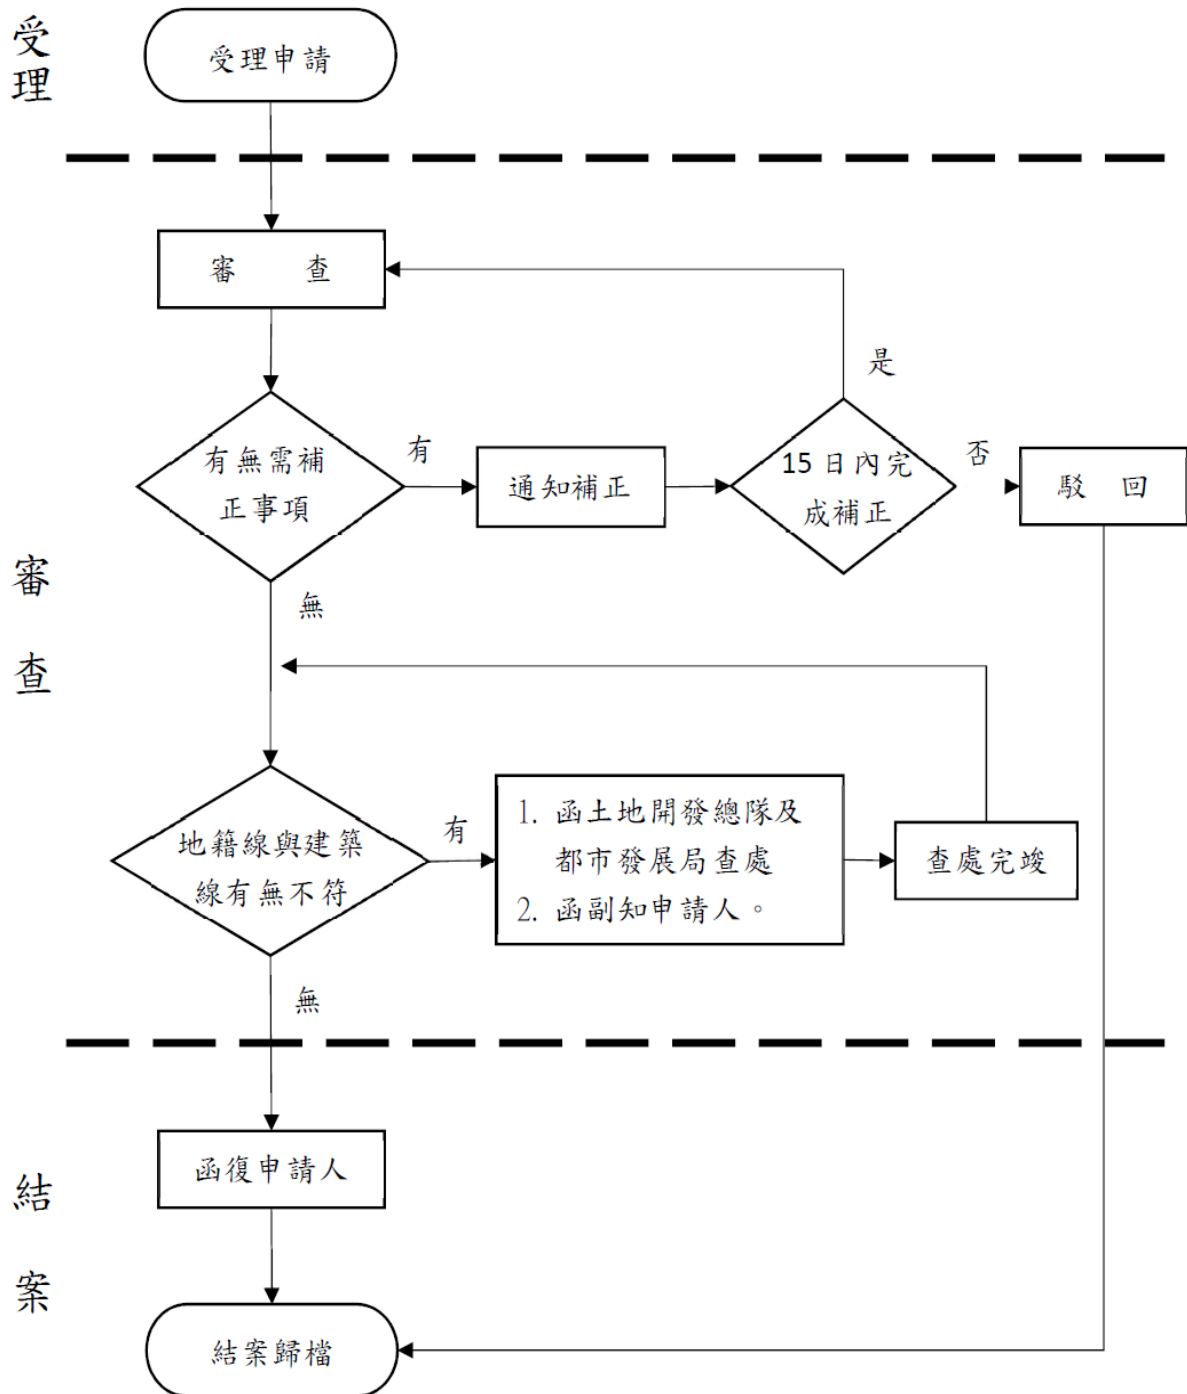 受理
受理申請
審查
審 查
是
有無需補
正事項
有
通知補正
15日內完
成補正
否
駁 回
無
地籍線與建築
線有無不符
有
1. 函土地開發總隊及
都市發展局查處
2. 函副知申請人。
查處完竣
無
結案
函復申請人
結案歸檔